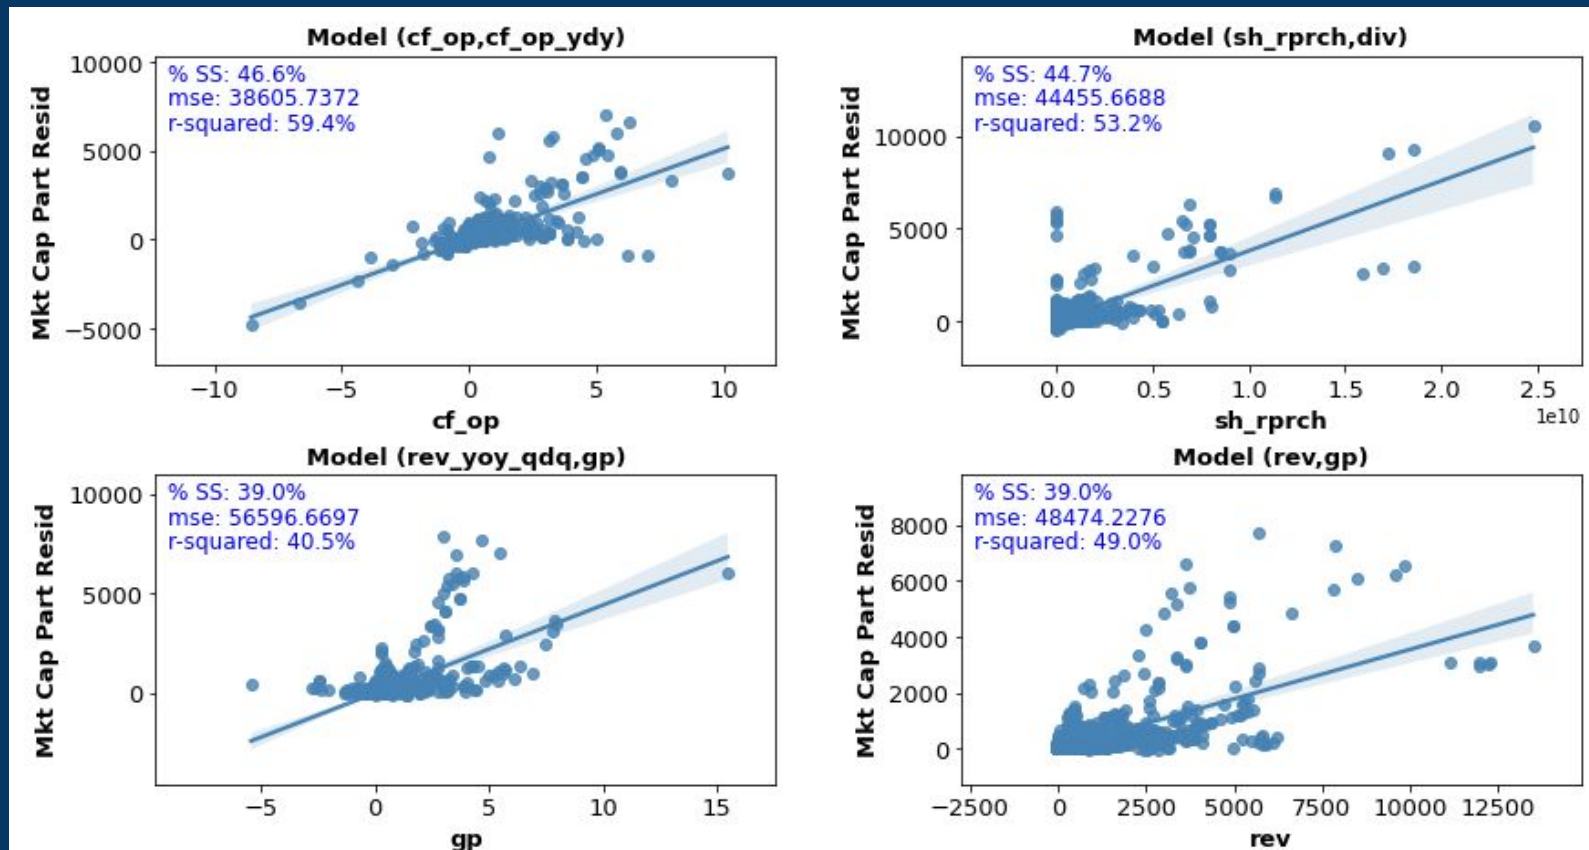 Model (cf_op,cf_op_ydy)
% SS: 46.6%
mse: 38605.7372
r-squared: 59.4%
Mkt Cap Part Resid
10000
5000
0
−5000
−10
−5
0
5
10
cf_op
Model (sh_rprch,div)
% SS: 44.7%
mse: 44455.6688
r-squared: 53.2%
Mkt Cap Part Resid
10000
5000
0
0.0
0.5
1.0
1.5
2.0
2.5
1e10
sh_rprch
Model (rev_yoy_qdq,gp)
% SS: 39.0%
mse: 56596.6697
r-squared: 40.5%
Mkt Cap Part Resid
10000
5000
0
−5
0
5
10
15
gp
Model (rev,gp)
% SS: 39.0%
mse: 48474.2276
r-squared: 49.0%
Mkt Cap Part Resid
8000
6000
4000
2000
0
−2500
0
2500
5000
7500
10000
12500
rev